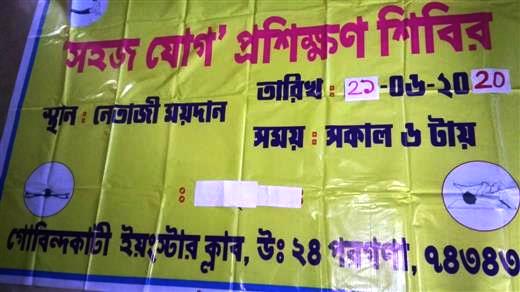 'সহজ যোগ' প্রশিক্ষণ শিবির
স্থান : নেতাজী ময়দান
তারিখ : ২১-০৬-২০20
সময় : সকাল ৬ টায়
:
গোবিন্দকাটী ইয়ংস্টার ক্লাব, উঃ ২৪ পরগণা, ৭৪৩৪৩